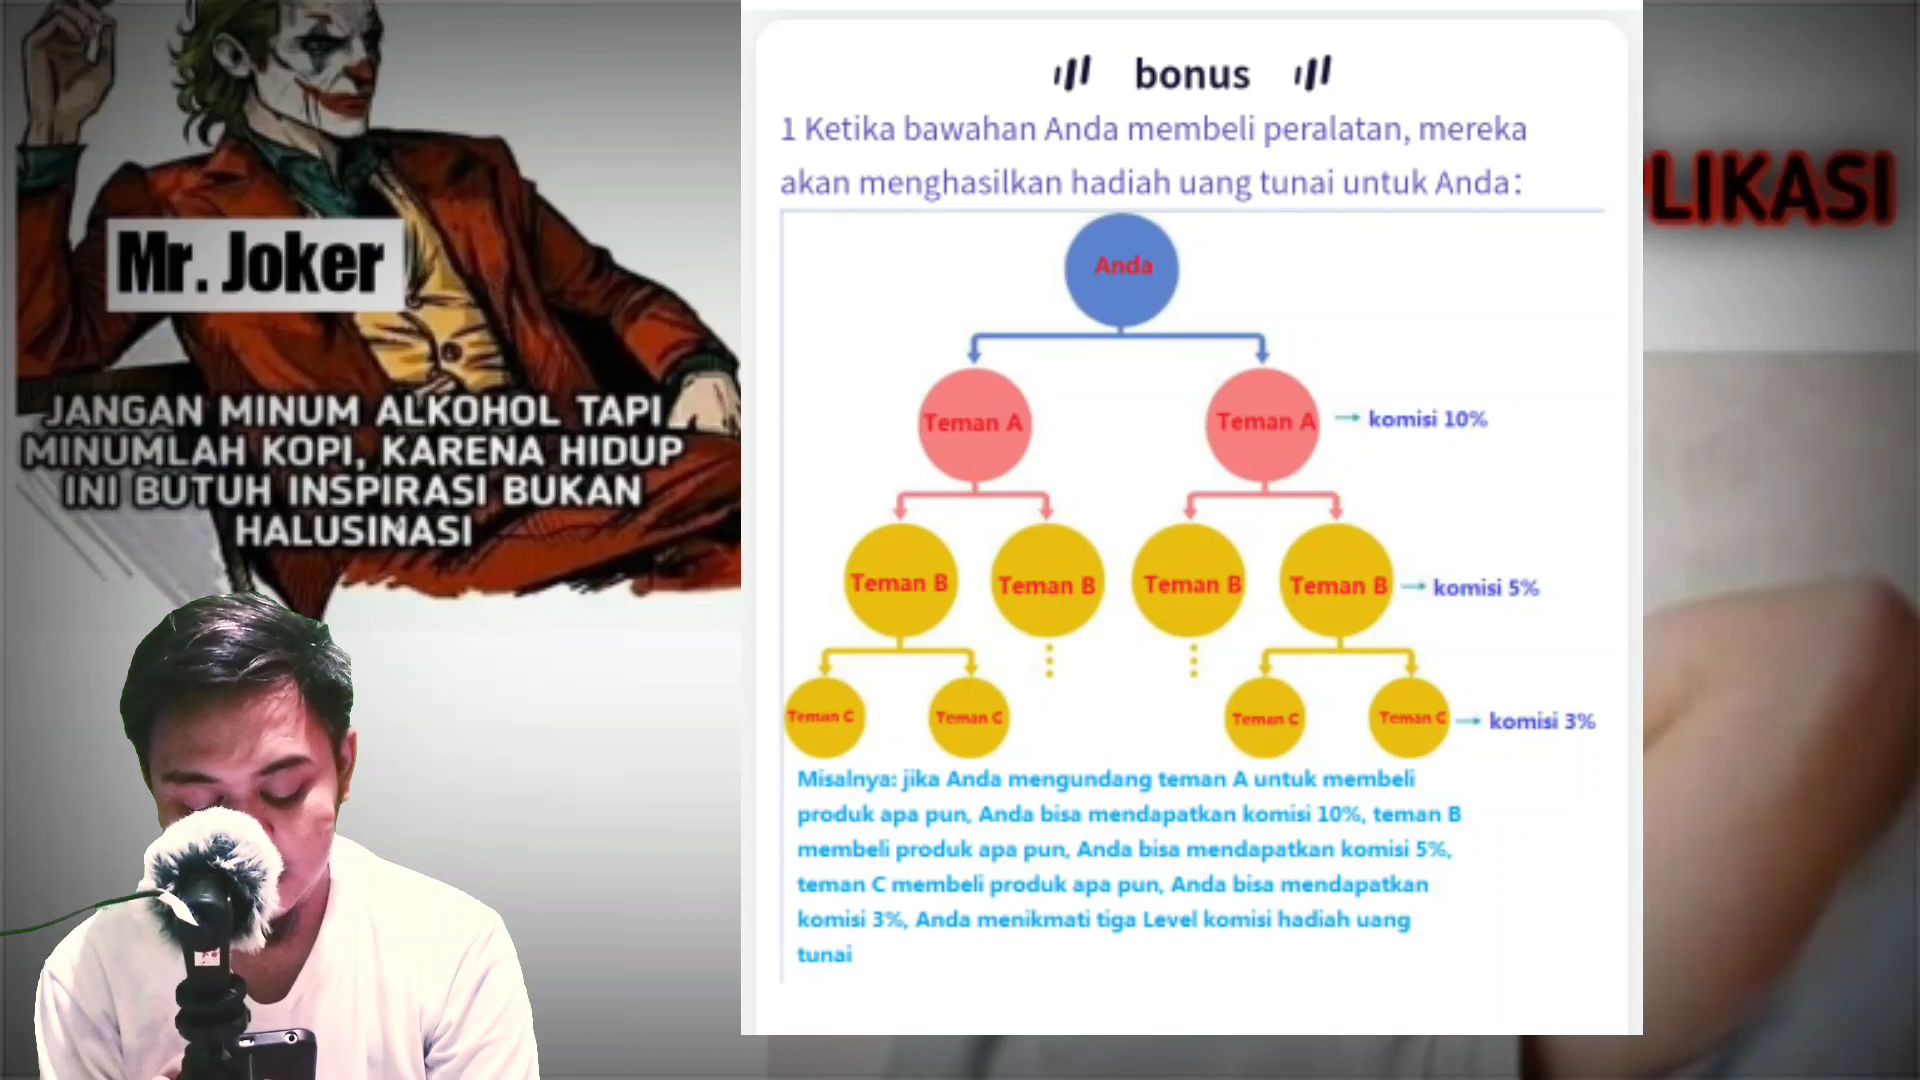 Mr. Joker
JANGAN MINUM ALKOHOL TAPI
MINUMLAH KOPI, KARENA HIDUP
INI BUTUH INSPIRASI BUKAN
HALUSINASI
bonus
1 Ketika bawahan Anda membeli peralatan, mereka
akan menghasilkan hadiah uang tunai untuk Anda:
Anda
Teman A
Teman A
komisi 10%
Teman B
Teman B
Teman B
Teman B
komisi 5%
Teman C
Teman C
Teman C
Teman C
komisi 3%
Misalnya: jika Anda mengundang teman A untuk membeli
produk apa pun, Anda bisa mendapatkan komisi 10%, teman B
membeli produk apa pun, Anda bisa mendapatkan komisi 5%,
teman C membeli produk apa pun, Anda bisa mendapatkan
komisi 3%, Anda menikmati tiga Level komisi hadiah uang
tunai
PLIKASI